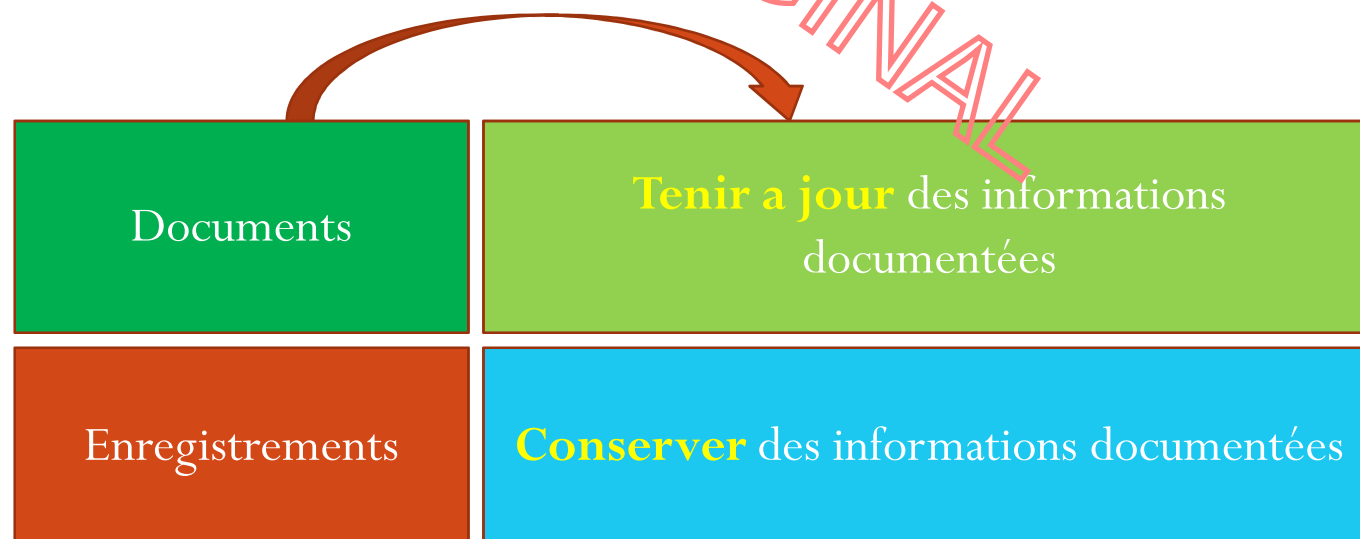 Documents
Tenir a jour des informations
documentées
Enregistrements
Conserver des informations documentées